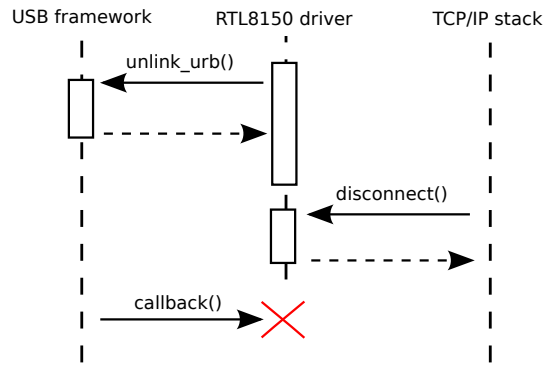 USB framework
RTL8150 driver
TCP/IP stack
unlink_urb()
disconnect()
callback()